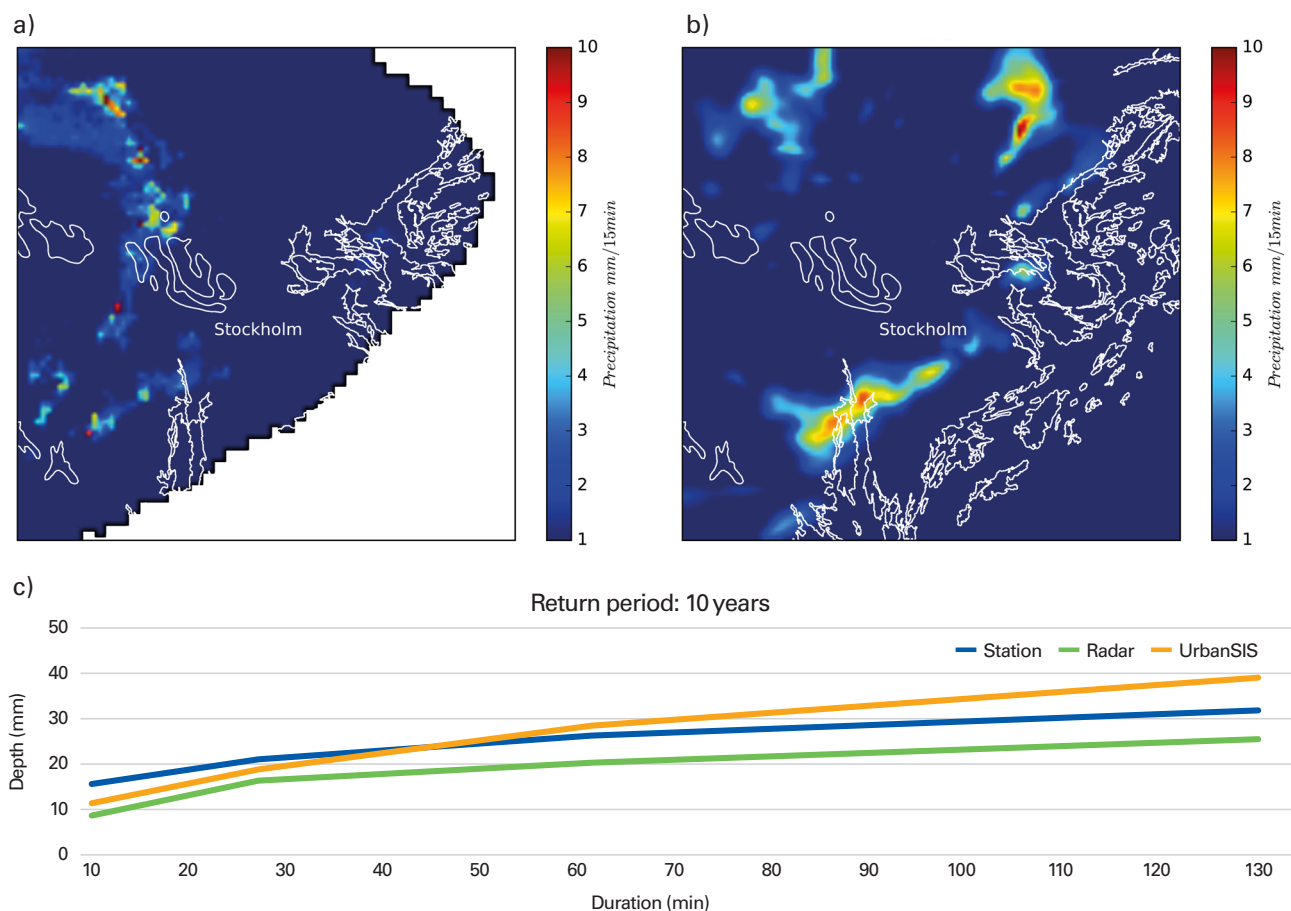 a)
10
9
8
7
6
5
4
3
2
1
Precipitation mm/15min
Stockholm
b)
10
9
8
7
6
5
4
3
2
1
Precipitation mm/15min
Stockholm
c)
Return period: 10 years
Station Radar UrbanSIS
50
40
30
20
10
0
Depth (mm)
10 20 30 40 50 60 70 80 90 100 110 120 130
Duration (min)